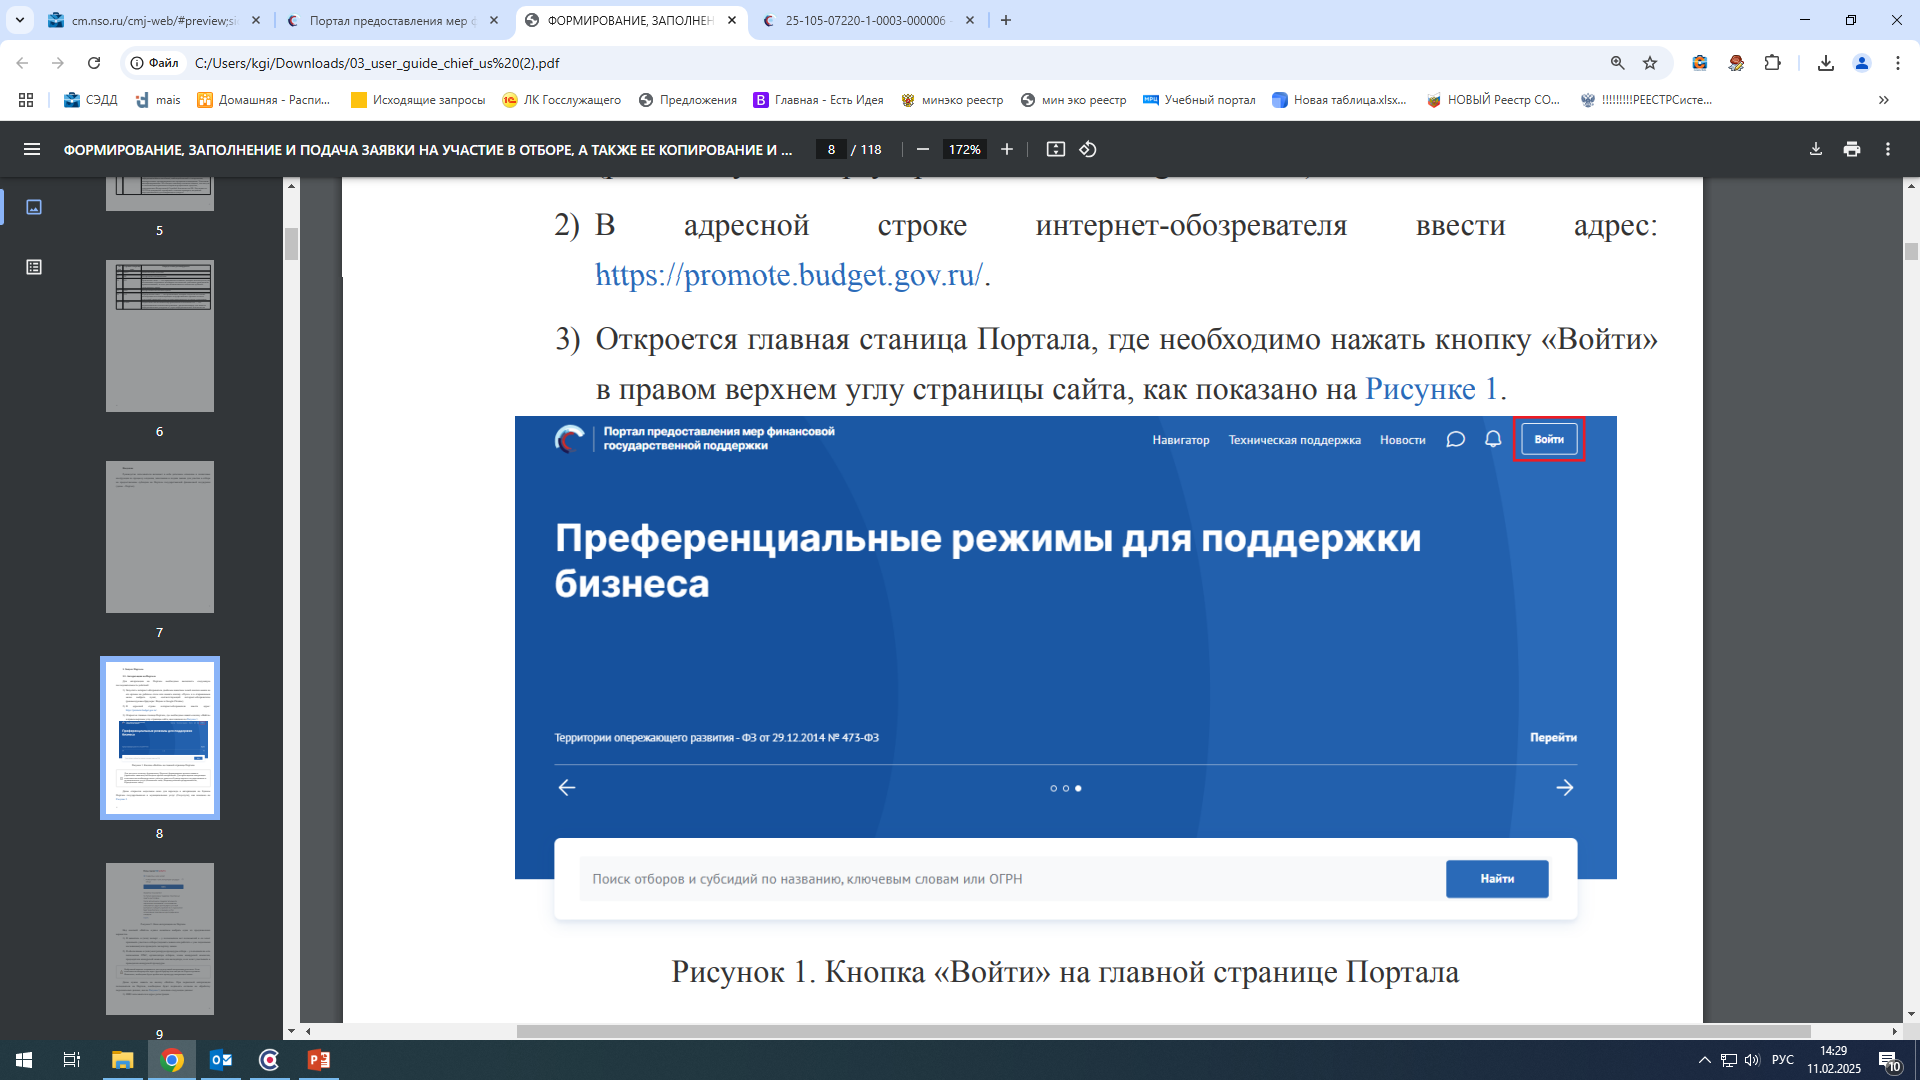 cm.nso.ru/cmj-web/#preview;si
Портал предоставления мер ф
ФОРМИРОВАНИЕ, ЗАПОЛНЕН
25-105-07220-1-0003-000006
Файл
C:/Users/kgi/Downloads/03_user_guide_chief_us%20(2).pdf
СЭДД
mais
Домашняя - Распи...
Исходящие запросы
ЛК Госслужащего
Предложения
Главная - Есть Идея
минэко реестр
мин эко реестр
Учебный портал
Новая таблица.xlsx...
НОВЫЙ Реестр СО...
!!!!!!!!!РЕЕСТРСисте...
ФОРМИРОВАНИЕ, ЗАПОЛНЕНИЕ И ПОДАЧА ЗАЯВКИ НА УЧАСТИЕ В ОТБОРЕ, А ТАКЖЕ ЕЕ КОПИРОВАНИЕ И ...
8 / 118
172%
5
6
7
8
9
2) В адресной строке интернет-обозревателя ввести адрес:
https://promote.budget.gov.ru/.
3) Откроется главная станица Портала, где необходимо нажать кнопку «Войти»
в правом верхнем углу страницы сайта, как показано на Рисунке 1.
Портал предоставления мер финансовой
государственной поддержки
Навигатор
Техническая поддержка
Новости
Войти
Преференциальные режимы для поддержки
бизнеса
Территории опережающего развития - ФЗ от 29.12.2014 № 473-ФЗ
Перейти
Поиск отборов и субсидий по названию, ключевым словам или ОГРН
Найти
Рисунок 1. Кнопка «Войти» на главной странице Портала
РУС
14:29
11.02.2025
10